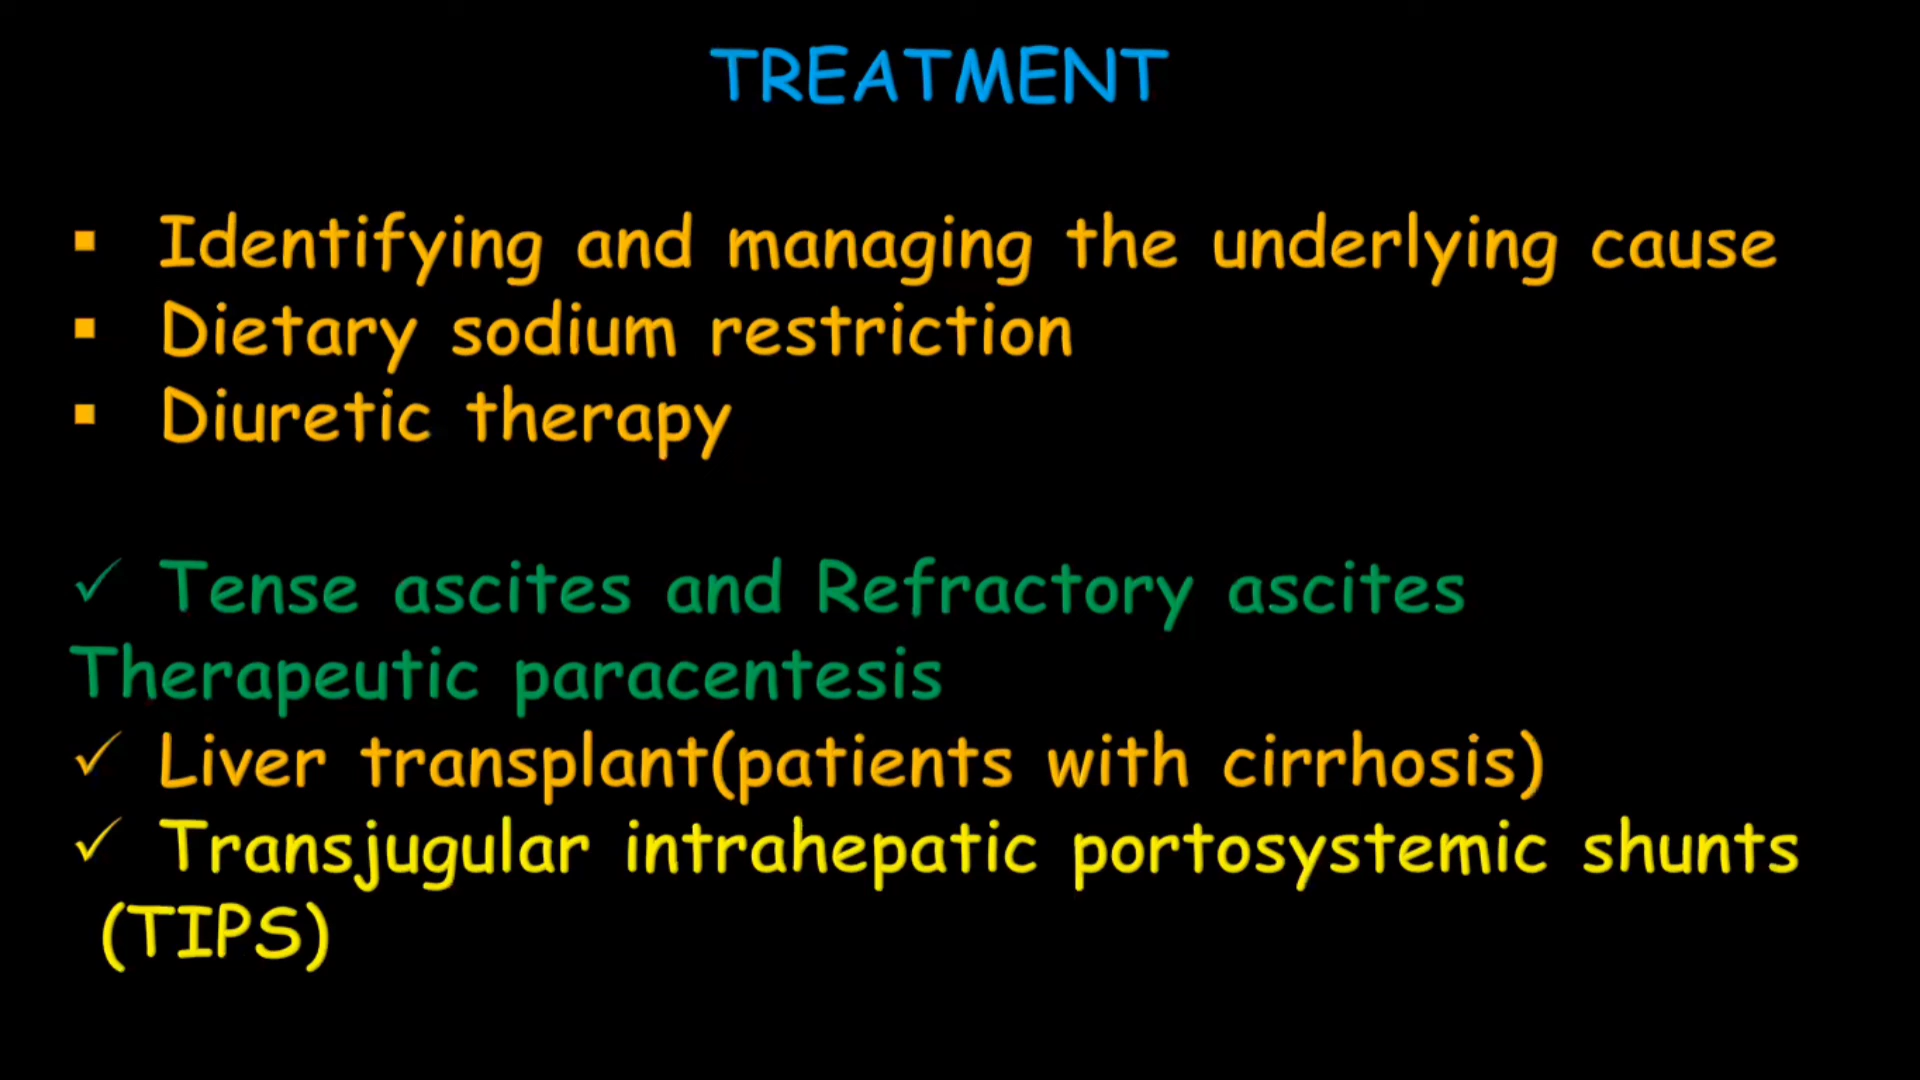 TREATMENT
▪ Identifying and managing the underlying cause
▪ Dietary sodium restriction
▪ Diuretic therapy
✓ Tense ascites and Refractory ascites
Therapeutic paracentesis
✓ Liver transplant(patients with cirrhosis)
✓ Transjugular intrahepatic portosystemic shunts
(TIPS)